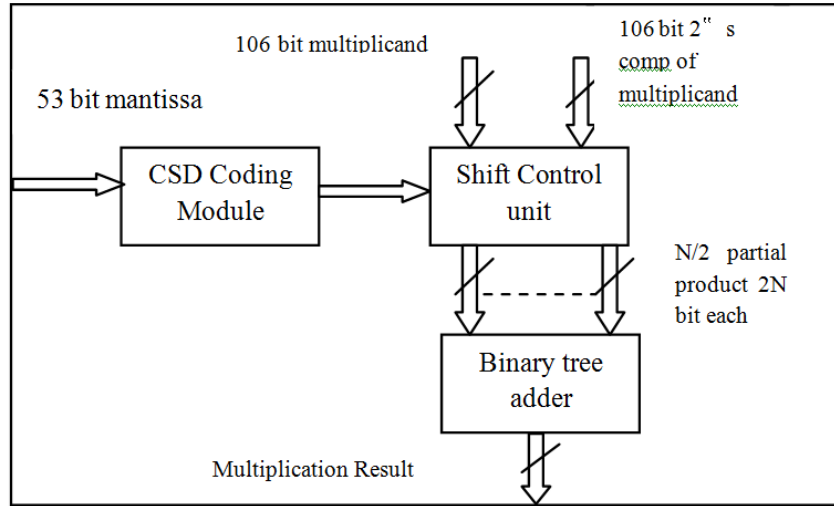 106 bit multiplicand
106 bit 2‟ s
comp of
multiplicand
53 bit mantissa
CSD Coding
Module
Shift Control
unit
N/2 partial
product 2N
bit each
Binary tree
adder
Multiplication Result